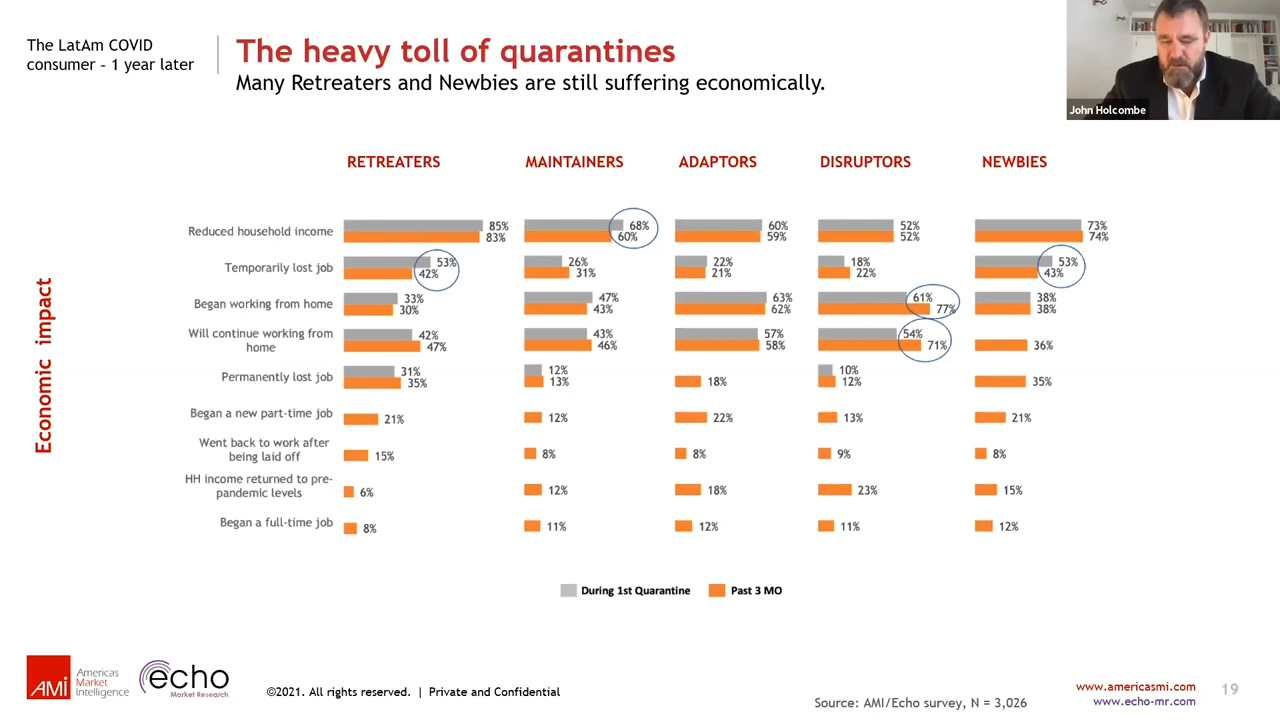 The LatAm COVID
consumer – 1 year later
The heavy toll of quarantines
Many Retreaters and Newbies are still suffering economically.
John Holcombe
RETREATERS MAINTAINERS ADAPTORS DISRUPTORS NEWBIES
Economic impact
Reduced household income 85% 83% 68% 60% 60% 59% 52% 52% 73% 74%
Temporarily lost job 53% 42% 26% 31% 22% 21% 18% 22% 53% 43%
Began working from home 33% 30% 47% 43% 63% 62% 61% 77% 38% 38%
Will continue working from
home 42% 47% 43% 46% 57% 58% 54% 71% 36%
Permanently lost job 31% 35% 12% 13% 18% 10% 12% 35%
Began a new part-time job 21% 12% 22% 13% 21%
Went back to work after
being laid off 15% 8% 8% 9% 8%
HH income returned to pre-
pandemic levels 6% 12% 18% 23% 15%
Began a full-time job 8% 11% 12% 11% 12%
During 1st Quarantine Past 3 MO
AMI Americas
Market
Intelligence
echo
Market Research
©2021. All rights reserved. | Private and Confidential
Source: AMI/Echo survey, N = 3,026
www.americasmi.com
www.echo-mr.com
19